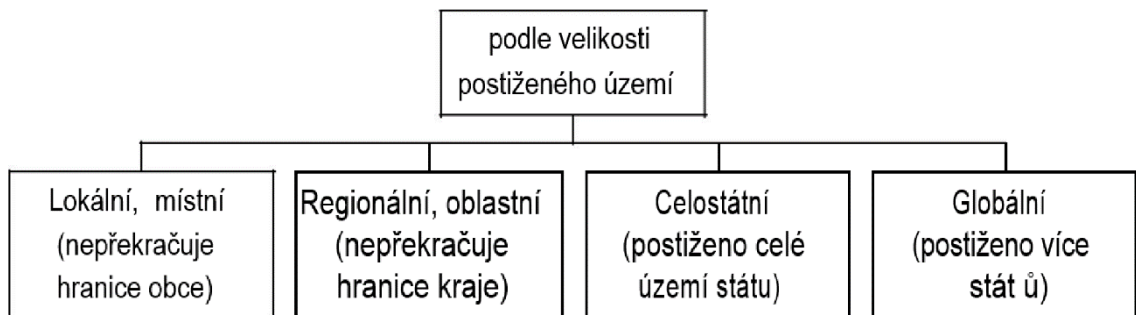 podle velikosti
postiženého území
Lokální, místní
(nepřekračuje
hranice obce)
Regionální, oblastní
(nepřekračuje
hranice kraje)
Celostátní
(postiženo celé
území státu)
Globální
(postiženo více
stát ů)